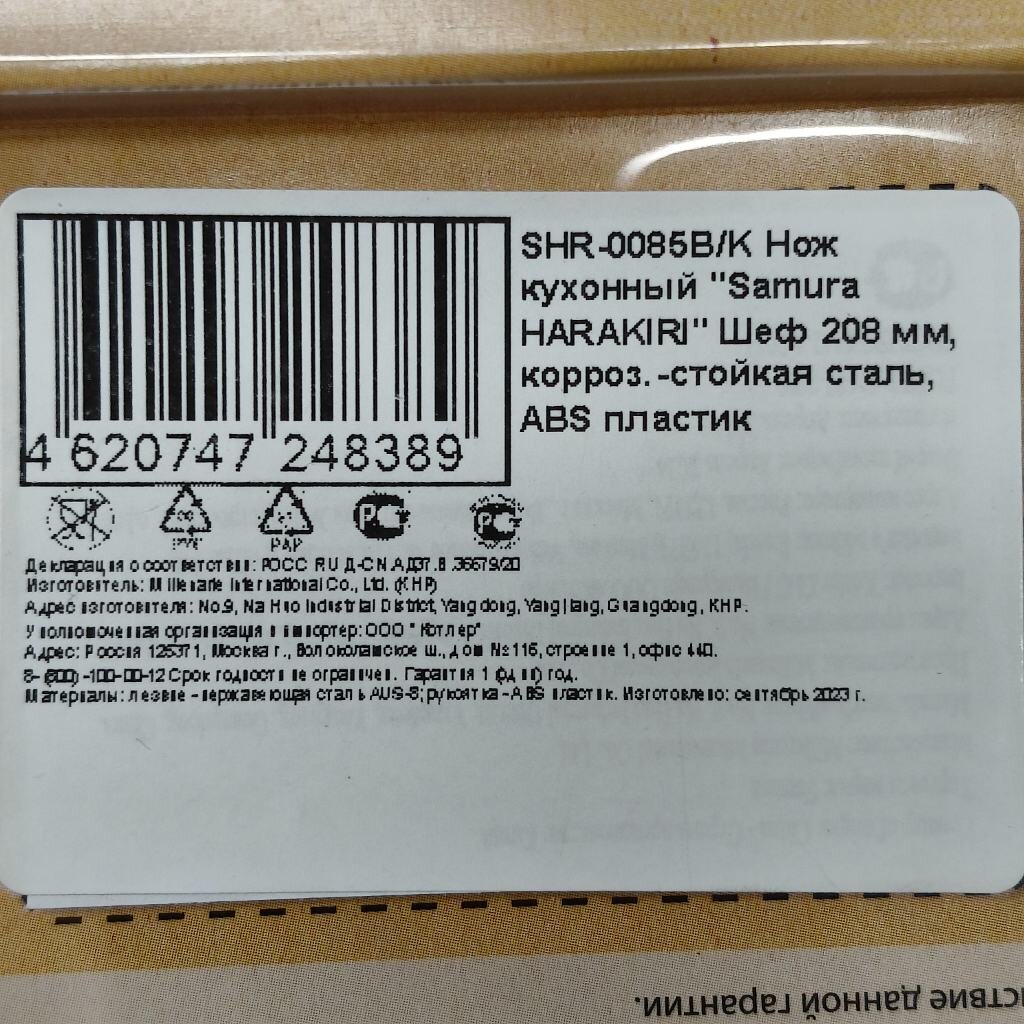 SHR-0085B/K Нож
кухонный "Samura
HARAKIRI" Шеф 208 мм,
корроз.-стойкая сталь,
ABS пластик
4 620747 248389
PAP
Декларация о соответствии: РОСС RU Д-CN.АД37.В.36679/20
Изготовитель: Millenarie International Co., Ltd. (КНР)
Адрес изготовителя: No.9, Na Huo Industrial District, Yangdong, Yangjiang, Guangdong, КНР.
Уполномоченная организация и импортер: ООО "Котлер"
Адрес: Россия 125371, Москва г., Волоколамское ш., дом №116, строение 1, офис 440.
8-(800)-100-00-12 Срок годности не ограничен. Гарантия 1 (один) год.
Материалы: лезвие - нержавеющая сталь AUS-8; рукоятка - ABS пластик. Изготовлено: сентябрь 2023 г.
данной гарантии.